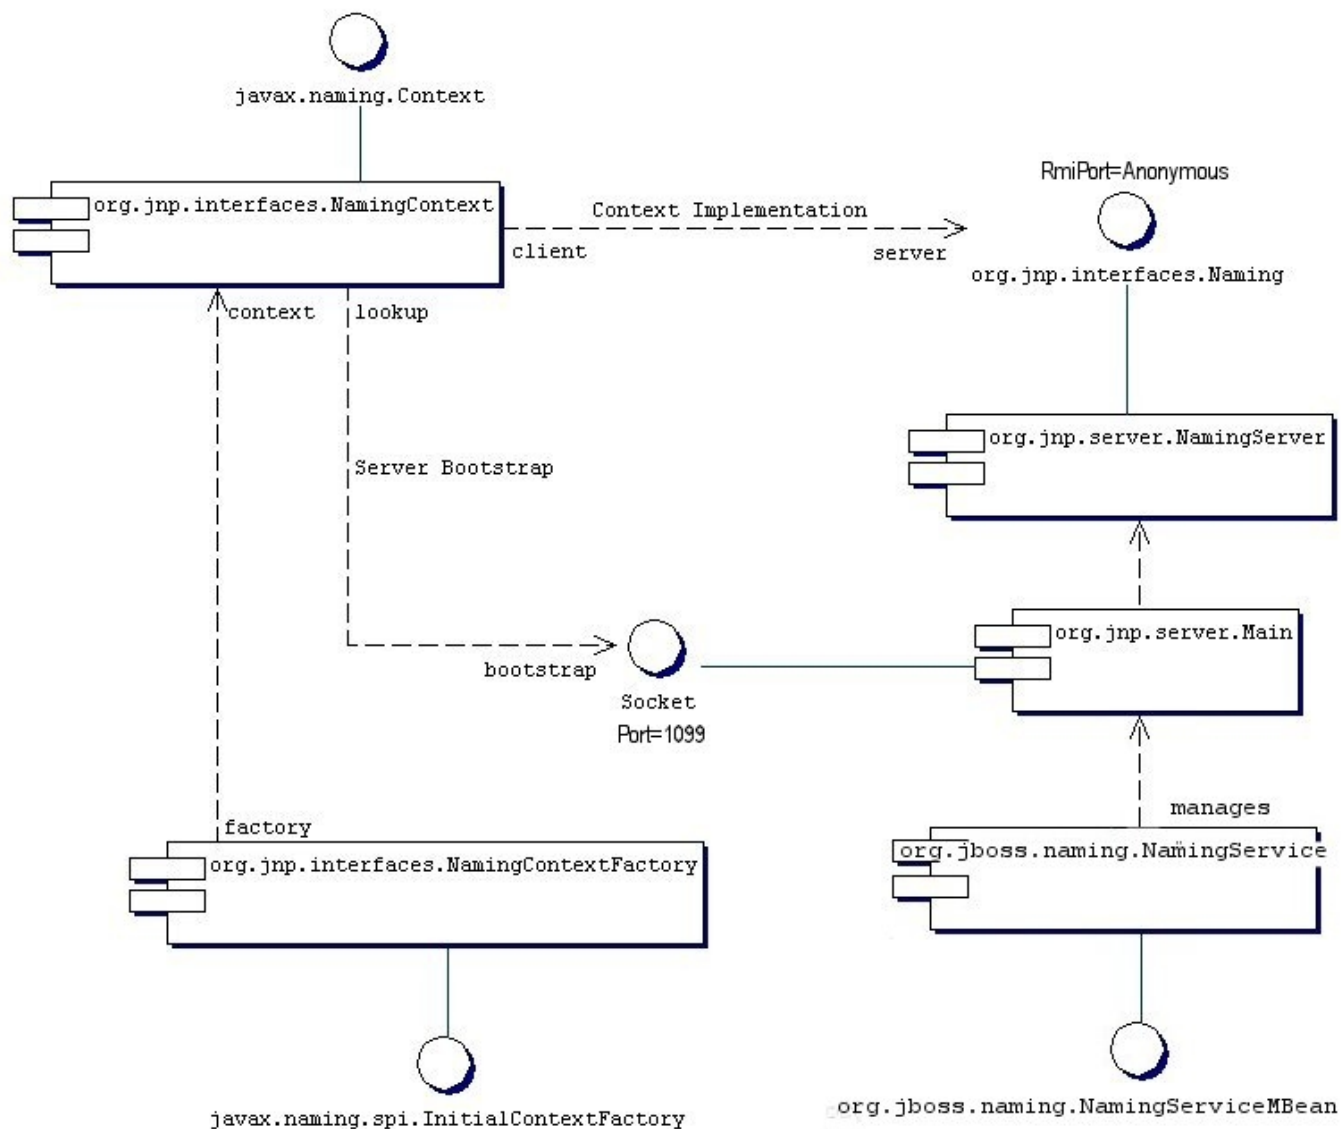 javax.naming.Context
org.jnp.interfaces.NamingContext
RmiPort=Anonymous
Context Implementation
client
server
org.jnp.interfaces.Naming
context
lookup
org.jnp.server.NamingServer
Server Bootstrap
org.jnp.server.Main
bootstrap
Socket
Port=1099
manages
factory
org.jnp.interfaces.NamingContextFactory
org.jboss.naming.NamingService
javax.naming.spi.InitialContextFactory
org.jboss.naming.NamingServiceMBean